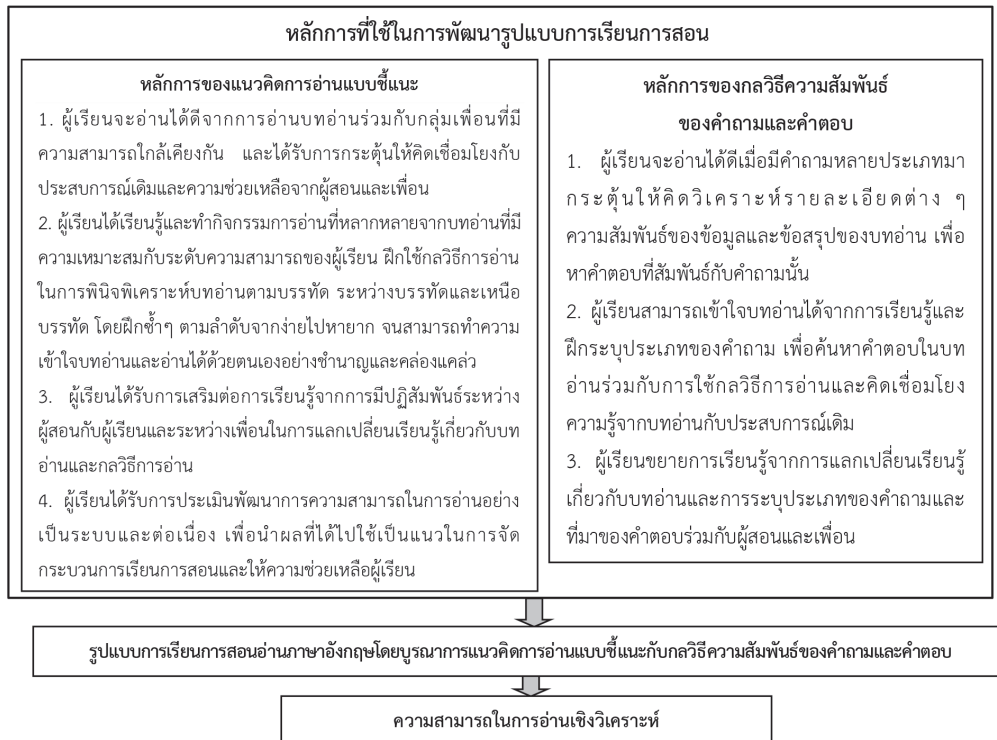 หลักการที่ใช้ในการพัฒนารูปแบบการเรียนการสอน
หลักการของแนวคิดการอ่านแบบชี้แนะ
1. ผู้เรียนจะอ่านได้ดีจากการอ่านบทอ่านร่วมกับกลุ่มเพื่อนที่มี
ความสามารถใกล้เคียงกัน และได้รับการกระตุ้นให้คิดเชื่อมโยงกับ
ประสบการณ์เดิมและความช่วยเหลือจากผู้สอนและเพื่อน
2. ผู้เรียนได้เรียนรู้และทำกิจกรรมการอ่านที่หลากหลายจากบทอ่านที่มี
ความเหมาะสมกับระดับความสามารถของผู้เรียน ฝึกใช้กลวิธีการอ่าน
ในการพินิจพิเคราะห์บทอ่านตามบรรทัด ระหว่างบรรทัดและเหนือ
บรรทัด โดยฝึกซ้ำๆ ตามลำดับจากง่ายไปหายาก จนสามารถทำความ
เข้าใจบทอ่านและอ่านได้ด้วยตนเองอย่างชำนาญและคล่องแคล่ว
3. ผู้เรียนได้รับการเสริมต่อการเรียนรู้จากการมีปฏิสัมพันธ์ระหว่าง
ผู้สอนกับผู้เรียนและระหว่างเพื่อนในการแลกเปลี่ยนเรียนรู้เกี่ยวกับบท
อ่านและกลวิธีการอ่าน
4. ผู้เรียนได้รับการประเมินพัฒนาการความสามารถในการอ่านอย่าง
เป็นระบบและต่อเนื่อง เพื่อนำผลที่ได้ไปใช้เป็นแนวในการจัด
กระบวนการเรียนการสอนและให้ความช่วยเหลือผู้เรียน
หลักการของกลวิธีความสัมพันธ์
ของคำถามและคำตอบ
1. ผู้เรียนจะอ่านได้ดีเมื่อมีคำถามหลายประเภทมา
กระตุ้นให้คิดวิเคราะห์รายละเอียดต่าง ๆ
ความสัมพันธ์ของข้อมูลและข้อสรุปของบทอ่าน เพื่อ
หาคำตอบที่สัมพันธ์กับคำถามนั้น
2. ผู้เรียนสามารถเข้าใจบทอ่านได้จากการเรียนรู้และ
ฝึกระบุประเภทของคำถาม เพื่อค้นหาคำตอบในบท
อ่านร่วมกับการใช้กลวิธีการอ่านและคิดเชื่อมโยง
ความรู้จากบทอ่านกับประสบการณ์เดิม
3. ผู้เรียนขยายการเรียนรู้จากการแลกเปลี่ยนเรียนรู้
เกี่ยวกับบทอ่านและการระบุประเภทของคำถามและ
ที่มาของคำตอบร่วมกับผู้สอนและเพื่อน
รูปแบบการเรียนการสอนอ่านภาษาอังกฤษโดยบูรณาการแนวคิดการอ่านแบบชี้แนะกับกลวิธีความสัมพันธ์ของคำถามและคำตอบ
ความสามารถในการอ่านเชิงวิเคราะห์